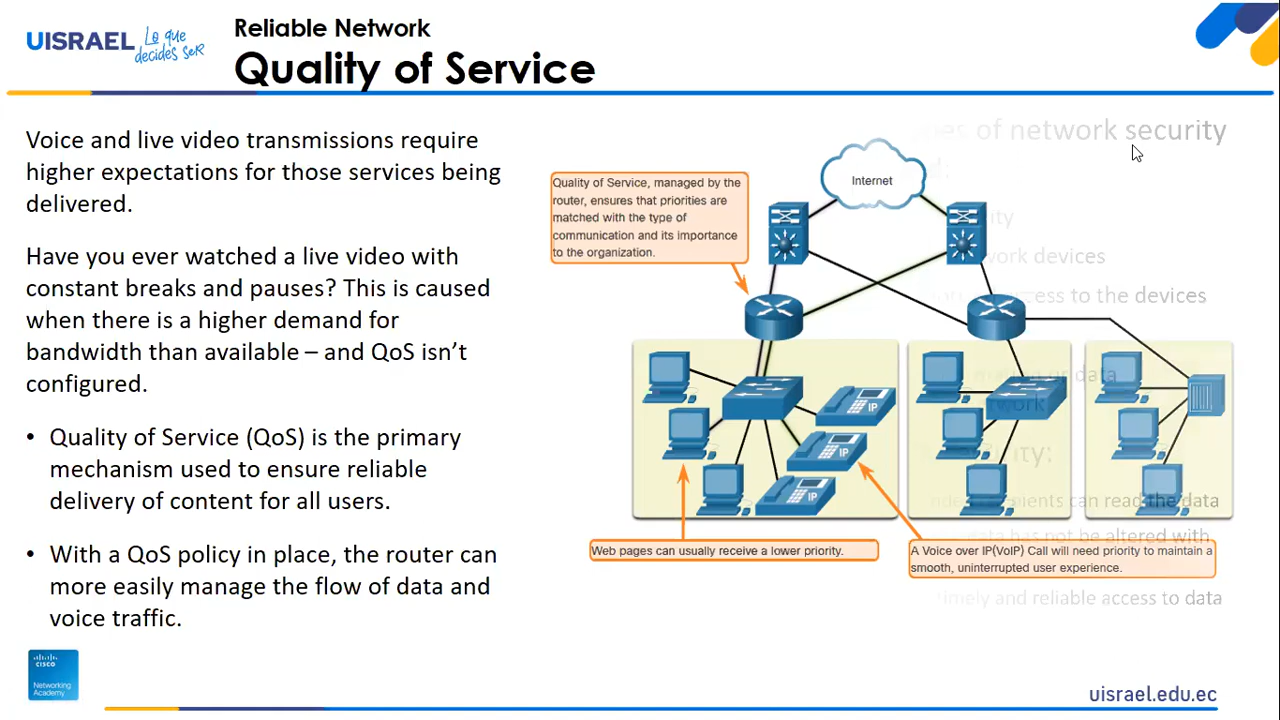 UISRAEL
Lo que
decides seR
Reliable Network
Quality of Service
Voice and live video transmissions require
higher expectations for those services being
delivered.
Have you ever watched a live video with
constant breaks and pauses? This is caused
when there is a higher demand for
bandwidth than available – and QoS isn't
configured.
• Quality of Service (QoS) is the primary
mechanism used to ensure reliable
delivery of content for all users.
• With a QoS policy in place, the router can
more easily manage the flow of data and
voice traffic.
Quality of Service, managed by the
router, ensures that priorities are
matched with the type of
communication and its importance
to the organization.
Internet
of network security
devices
to the devices
or data
IP
IP
IP
can read the data
has not be altered with
Web pages can usually receive a lower priority.
A Voice over IP(VoIP) Call will need priority to maintain a
smooth, uninterrupted user experience.
and reliable access to data
cisco
Networking
Academy
uisrael.edu.ec